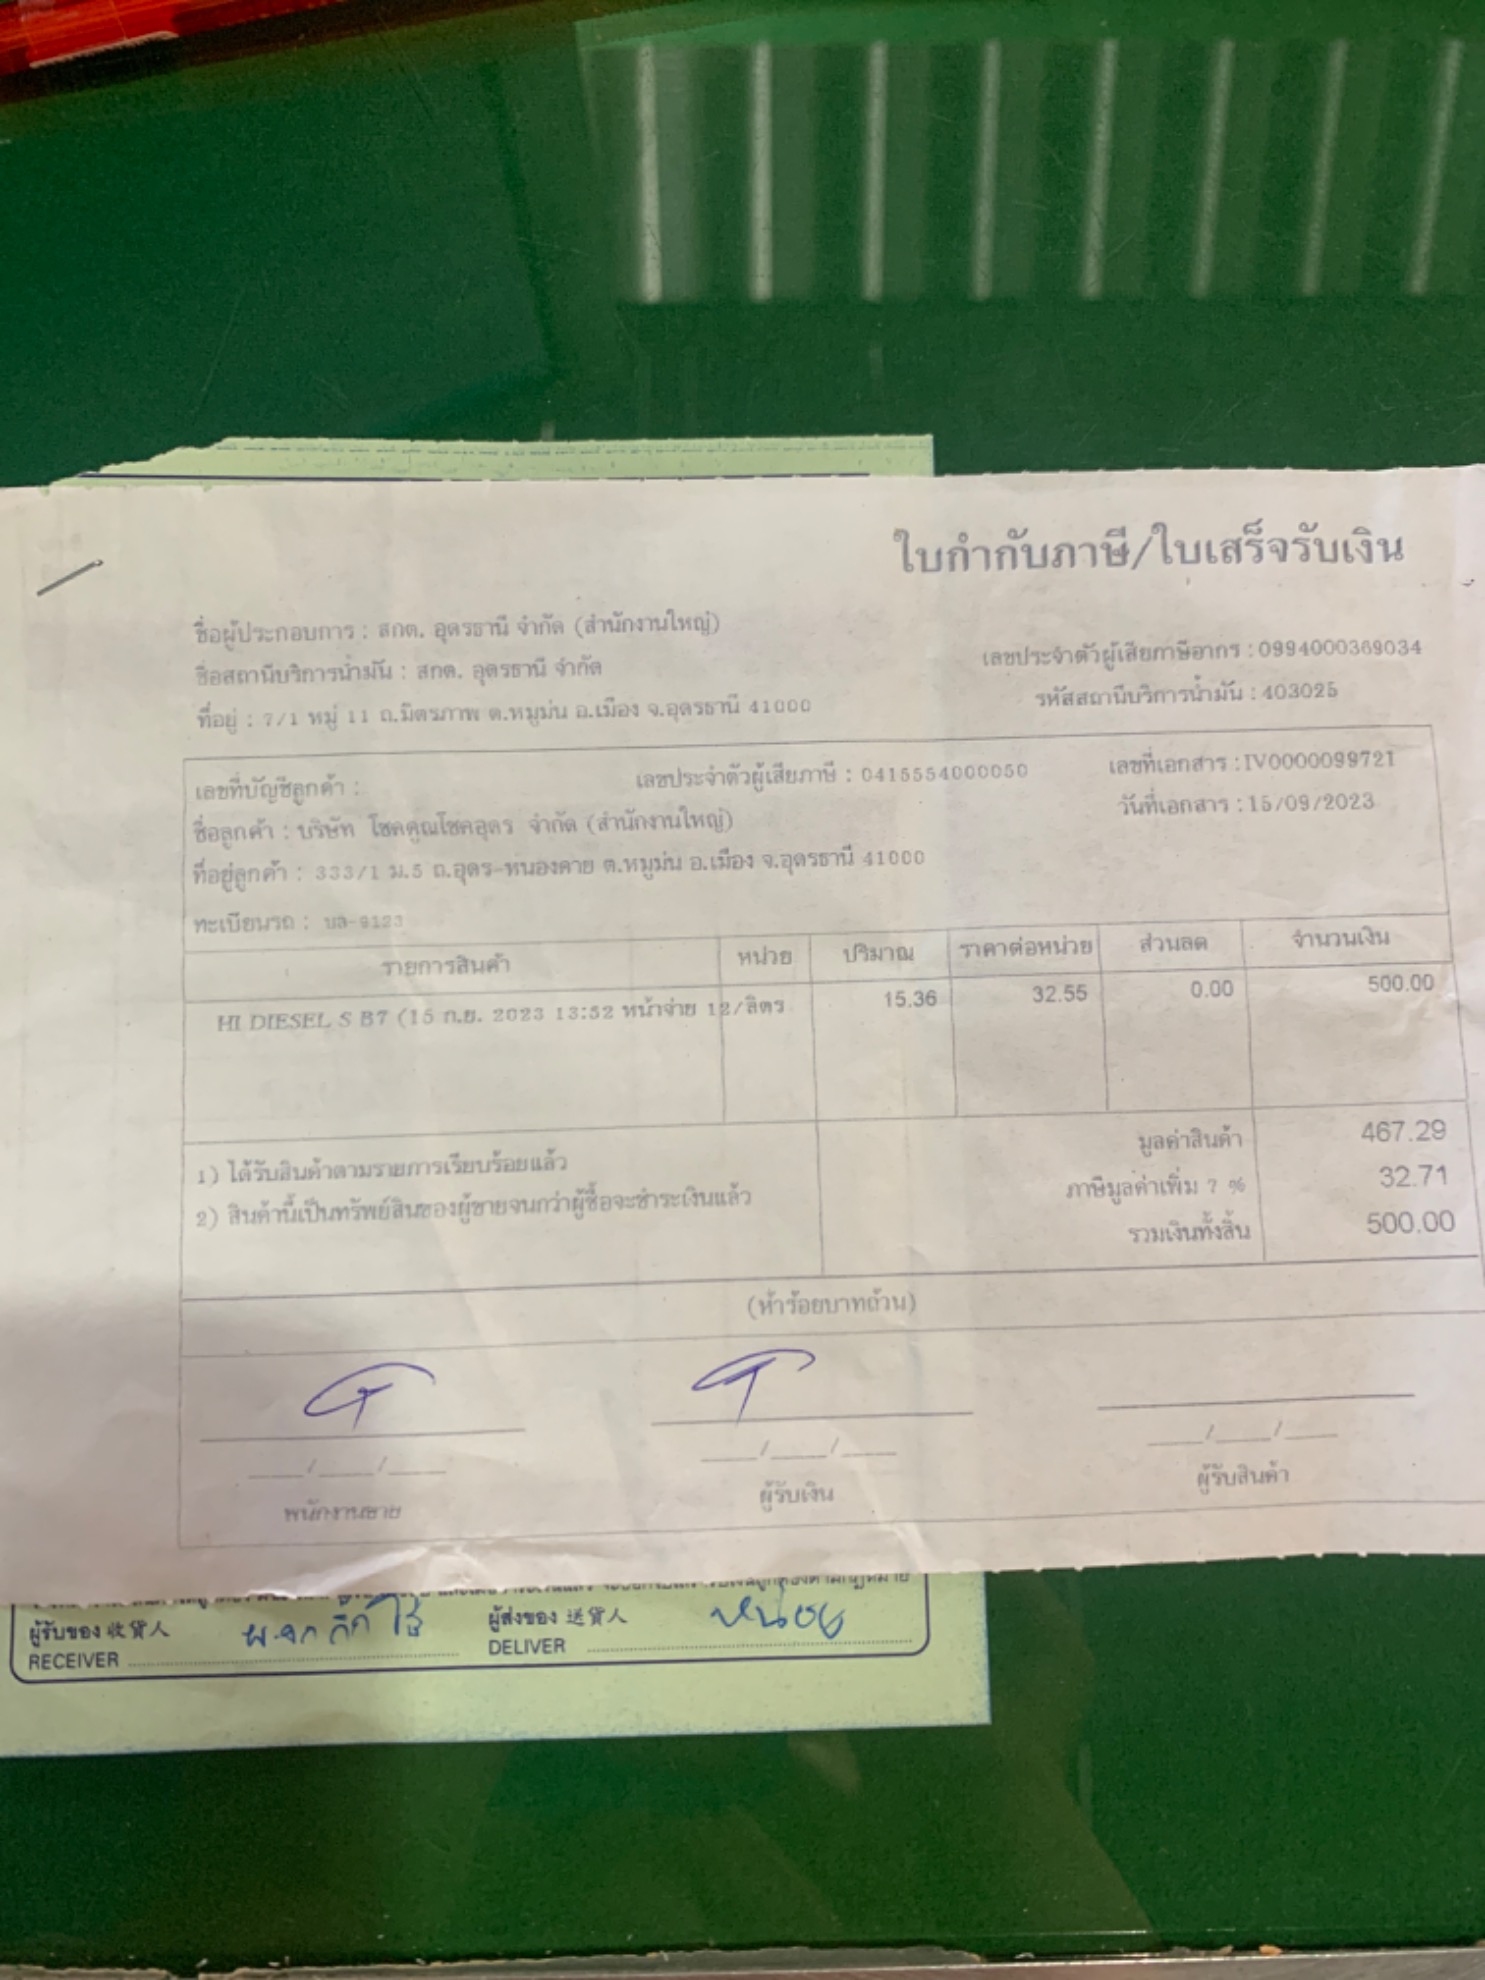 ใบกำกับภาษี/ใบเสร็จรับเงิน
ชื่อผู้ประกอบการ : สกต. อุดรธานี จำกัด (สำนักงานใหญ่)
เลขประจำตัวผู้เสียภาษีอากร : 0994000369034
ชื่อสถานีบริการน้ำมัน : สกต. อุดรธานี จำกัด
รหัสสถานีบริการน้ำมัน : 403025
ที่อยู่ : 7/1 หมู่ 11 ถ.มิตรภาพ ต.หมูม่น อ.เมือง จ.อุดรธานี 41000
เลขที่บัญชีลูกค้า : เลขประจำตัวผู้เสียภาษี : 0415554000050 เลขที่เอกสาร : IV0000099721
ชื่อลูกค้า : บริษัท โชคคูณโชคอุดร จำกัด (สำนักงานใหญ่) วันที่เอกสาร : 15/09/2023
ที่อยู่ลูกค้า : 333/1 ม.5 ถ.อุดร-หนองคาย ต.หมูม่น อ.เมือง จ.อุดรธานี 41000
ทะเบียนรถ : บล-9123
รายการสินค้า หน่วย ปริมาณ ราคาต่อหน่วย ส่วนลด จำนวนเงิน
HI DIESEL S B7 (15 ก.ย. 2023 13:52 หน้าจ่าย 12/ลิตร 15.36 32.55 0.00 500.00
1) ได้รับสินค้าตามรายการเรียบร้อยแล้ว มูลค่าสินค้า 467.29
2) สินค้านี้เป็นทรัพย์สินของผู้ขายจนกว่าผู้ซื้อจะชำระเงินแล้ว ภาษีมูลค่าเพิ่ม 7 % 32.71
รวมเงินทั้งสิ้น 500.00
(ห้าร้อยบาทถ้วน)
___/___/___ ___/___/___ ___/___/___
พนักงานขาย ผู้รับเงิน ผู้รับสินค้า
ผู้รับของ 收貨人 ผู้ส่งของ 送貨人
RECEIVER DELIVER